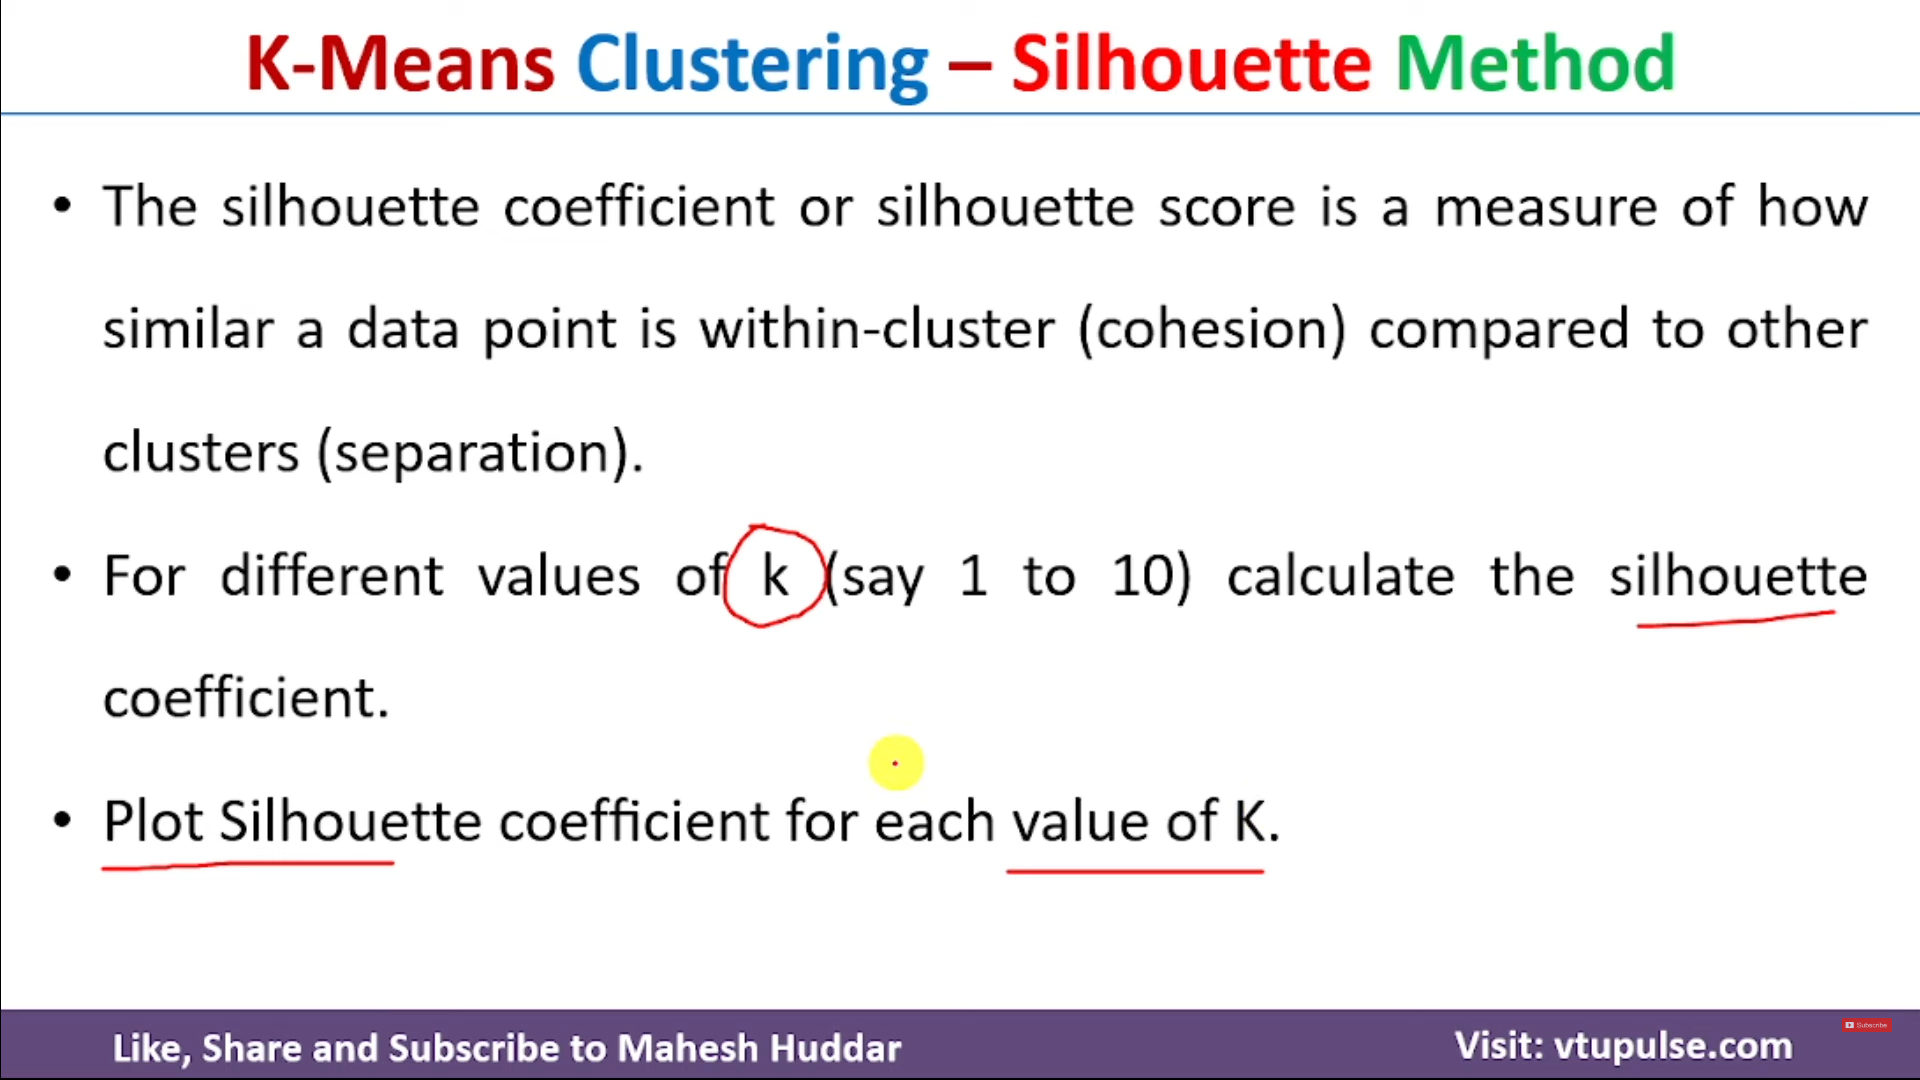 K-Means Clustering – Silhouette Method
• The silhouette coefficient or silhouette score is a measure of how
similar a data point is within-cluster (cohesion) compared to other
clusters (separation).
• For different values of k (say 1 to 10) calculate the silhouette
coefficient.
• Plot Silhouette coefficient for each value of K.
Subscribe
Like, Share and Subscribe to Mahesh Huddar
Visit: vtupulse.com